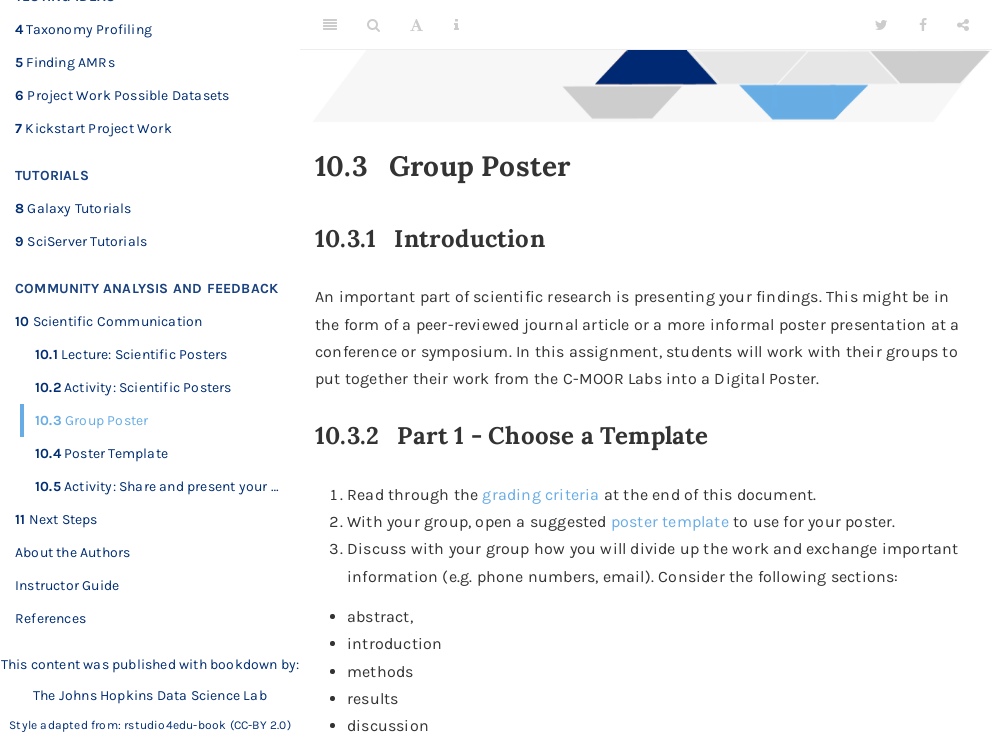 4 Taxonomy Profiling
5 Finding AMRs
6 Project Work Possible Datasets
7 Kickstart Project Work
TUTORIALS
8 Galaxy Tutorials
9 SciServer Tutorials
COMMUNITY ANALYSIS AND FEEDBACK
10 Scientific Communication
10.1 Lecture: Scientific Posters
10.2 Activity: Scientific Posters
10.3 Group Poster
10.4 Poster Template
10.5 Activity: Share and present your ...
11 Next Steps
About the Authors
Instructor Guide
References
This content was published with bookdown by:
The Johns Hopkins Data Science Lab
Style adapted from: rstudio4edu-book (CC-BY 2.0)
10.3 Group Poster
10.3.1 Introduction
An important part of scientific research is presenting your findings. This might be in
the form of a peer-reviewed journal article or a more informal poster presentation at a
conference or symposium. In this assignment, students will work with their groups to
put together their work from the C-MOOR Labs into a Digital Poster.
10.3.2 Part 1 - Choose a Template
1. Read through the grading criteria at the end of this document.
2. With your group, open a suggested poster template to use for your poster.
3. Discuss with your group how you will divide up the work and exchange important
information (e.g. phone numbers, email). Consider the following sections:
• abstract,
• introduction
• methods
• results
• discussion